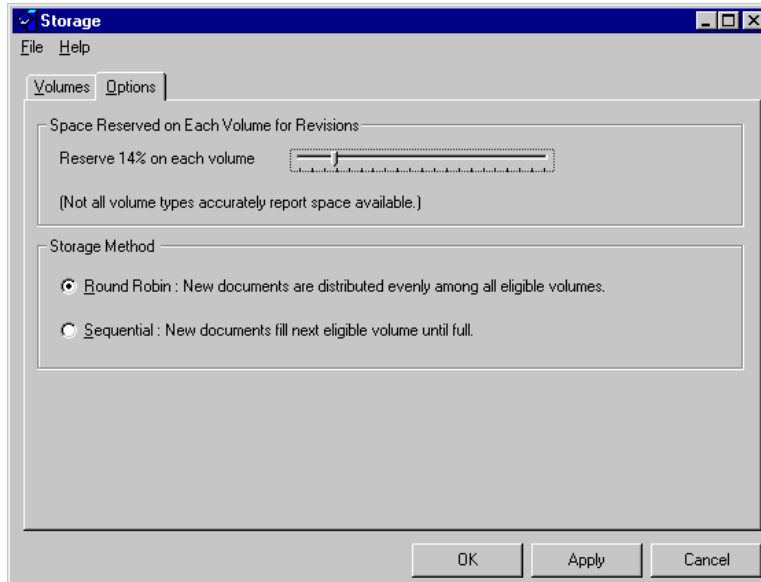 Storage
File Help
Volumes Options
Space Reserved on Each Volume for Revisions
Reserve 14% on each volume
(Not all volume types accurately report space available.)
Storage Method
Round Robin : New documents are distributed evenly among all eligible volumes.
Sequential : New documents fill next eligible volume until full.
OK Apply Cancel